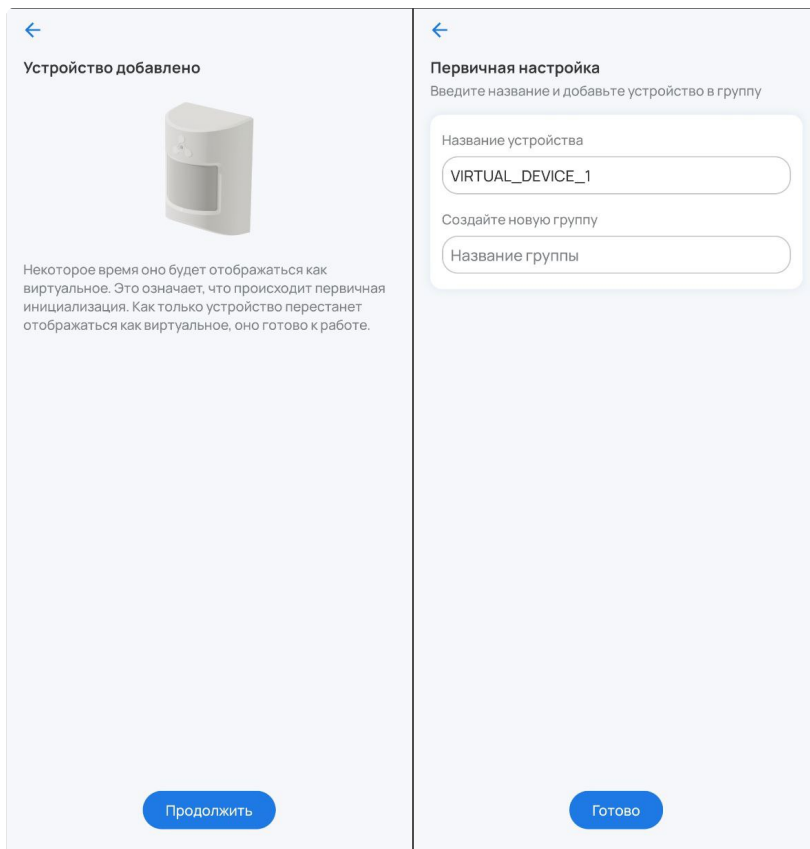 Устройство добавлено
Некоторое время оно будет отображаться как
виртуальное. Это означает, что происходит первичная
инициализация. Как только устройство перестанет
отображаться как виртуальное, оно готово к работе.
Продолжить
Первичная настройка
Введите название и добавьте устройство в группу
Название устройства
VIRTUAL_DEVICE_1
Создайте новую группу
Название группы
Готово